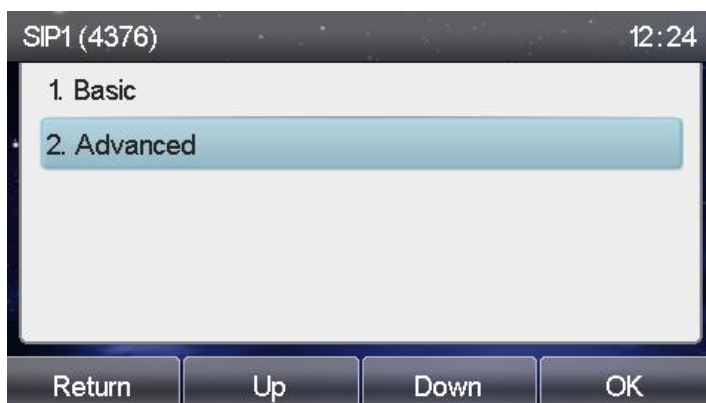 SIP1 (4376) 12:24
1. Basic
2. Advanced
Return Up Down OK